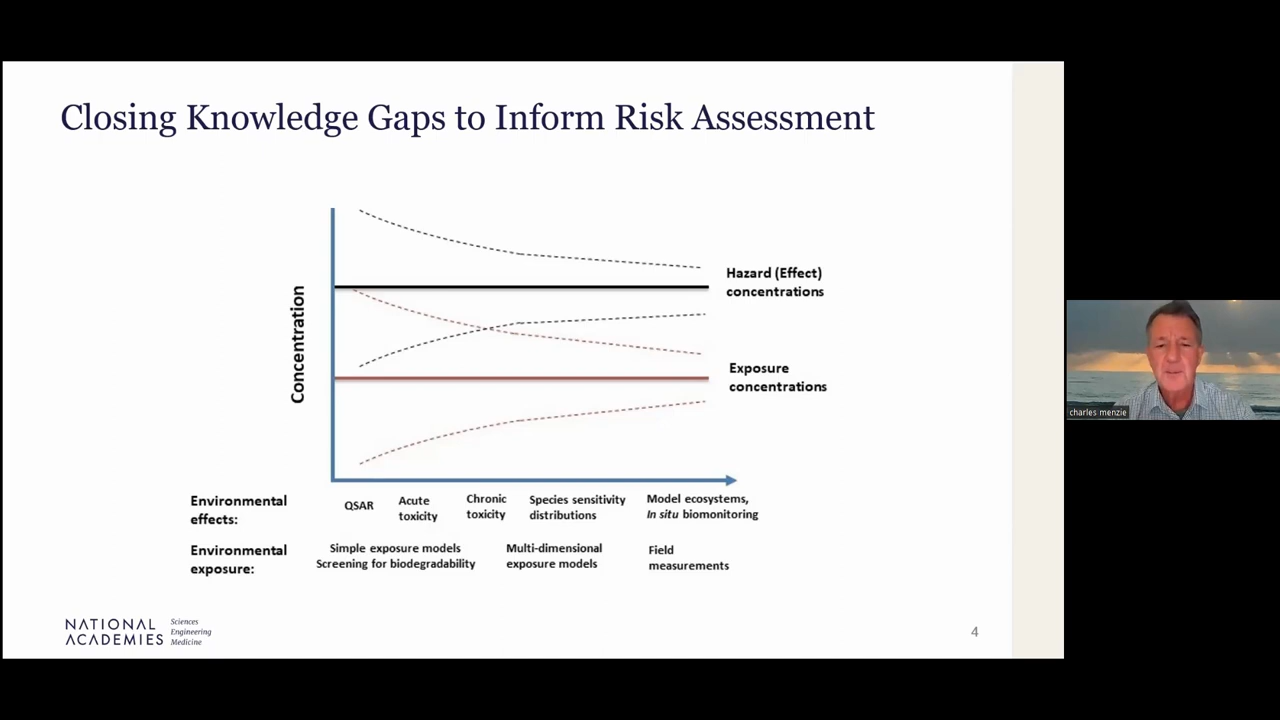 Closing Knowledge Gaps to Inform Risk Assessment
Concentration
Hazard (Effect)
concentrations
Exposure
concentrations
Environmental
effects:
QSAR
Acute
toxicity
Chronic
toxicity
Species sensitivity
distributions
Model ecosystems,
In situ biomonitoring
Environmental
exposure:
Simple exposure models
Screening for biodegradability
Multi-dimensional
exposure models
Field
measurements
NATIONAL
ACADEMIES
Sciences
Engineering
Medicine
4
charles menzie